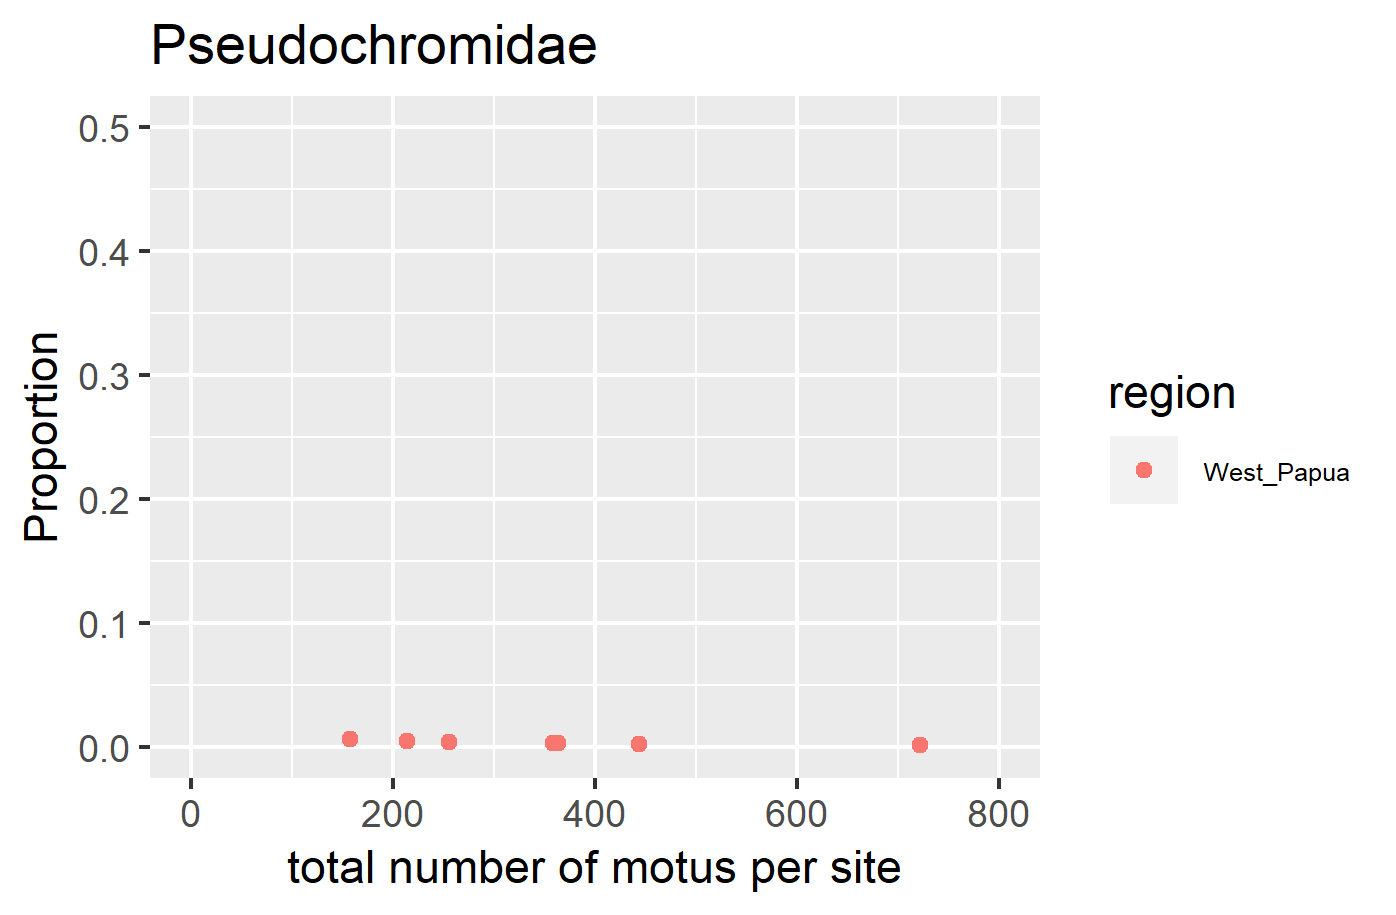 Pseudochromidae
Proportion
0.5
0.4
0.3
0.2
0.1
0.0
0 200 400 600 800
total number of motus per site
region
West_Papua